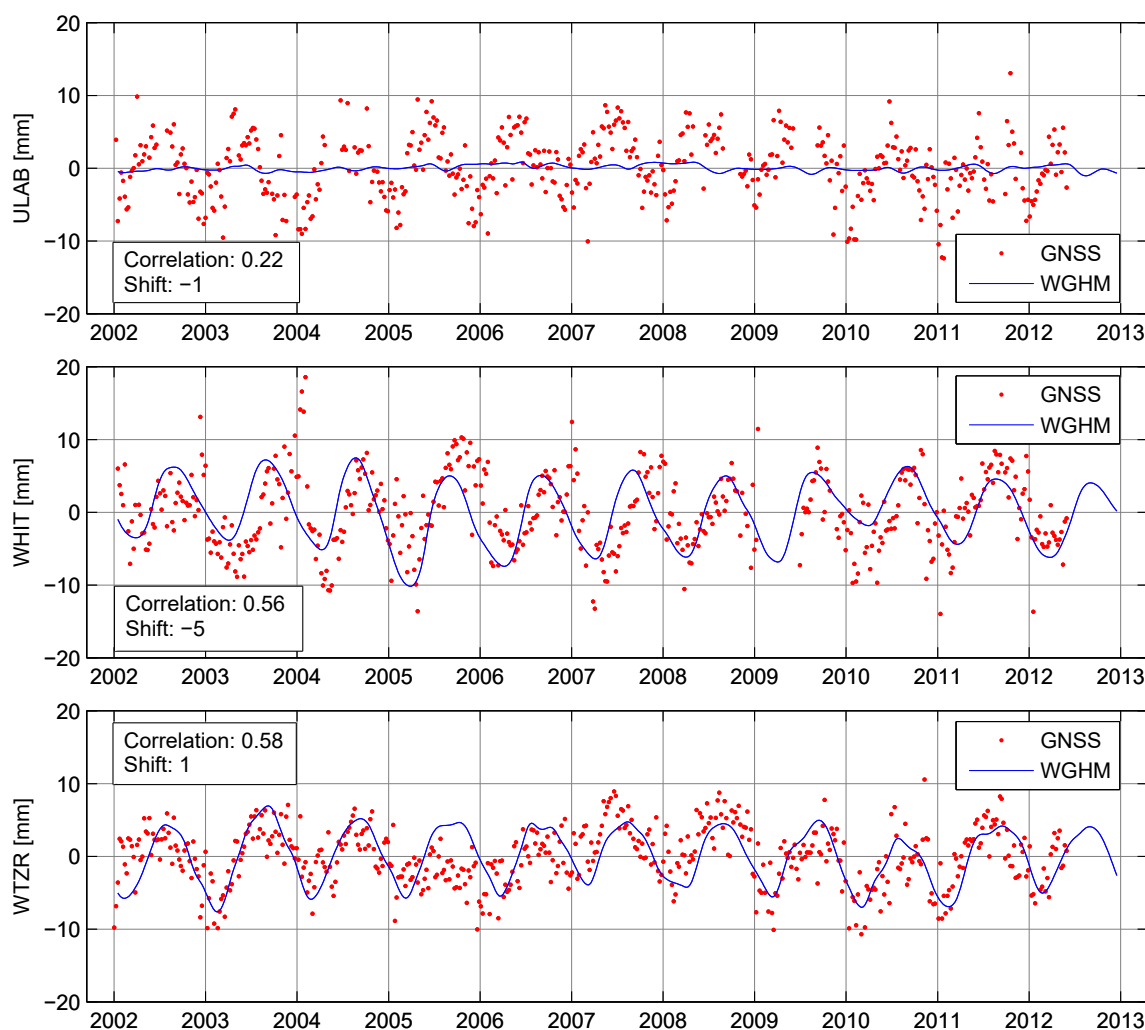 20
10
0
−10
−20
ULAB [mm]
Correlation: 0.22
Shift: −1
GNSS
WGHM
2002 2003 2004 2005 2006 2007 2008 2009 2010 2011 2012 2013
20
10
0
−10
−20
WHIT [mm]
Correlation: 0.56
Shift: −5
GNSS
WGHM
2002 2003 2004 2005 2006 2007 2008 2009 2010 2011 2012 2013
20
10
0
−10
−20
WTZR [mm]
Correlation: 0.58
Shift: 1
GNSS
WGHM
2002 2003 2004 2005 2006 2007 2008 2009 2010 2011 2012 2013